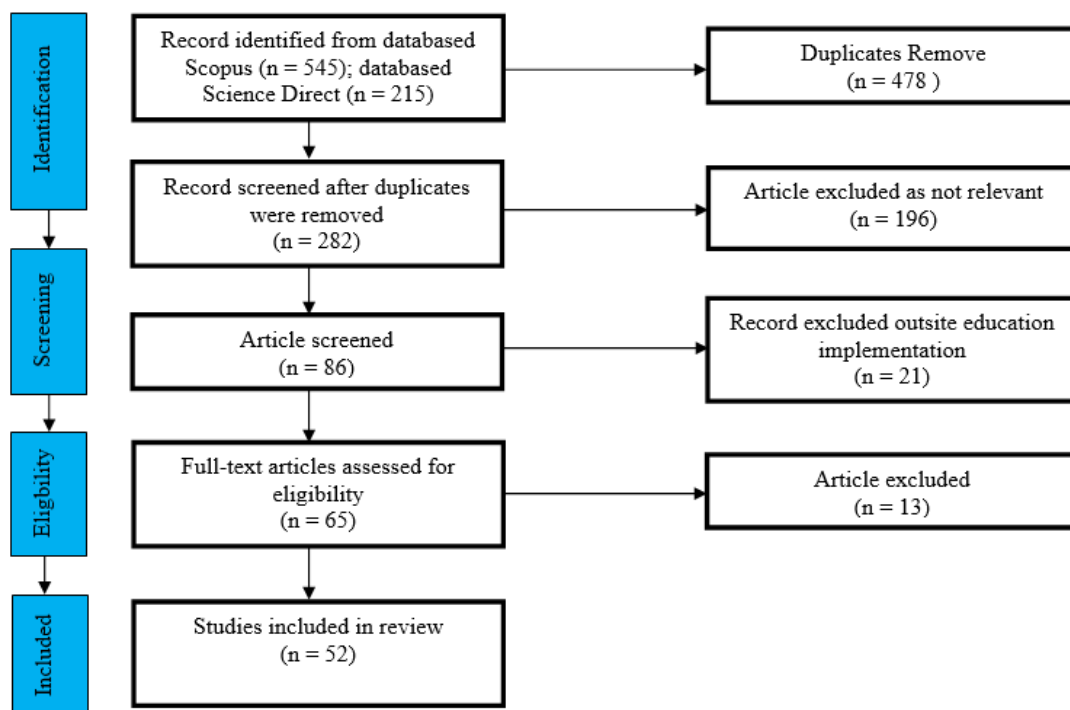 Identification
Record identified from databased
Scopus (n = 545); databased
Science Direct (n = 215)
Duplicates Remove
(n = 478 )
Record screened after duplicates
were removed
(n = 282)
Article excluded as not relevant
(n = 196)
Screening
Article screened
(n = 86)
Record excluded outsite education
implementation
(n = 21)
Eligbility
Full-text articles assessed for
eligibility
(n = 65)
Article excluded
(n = 13)
Included
Studies included in review
(n = 52)